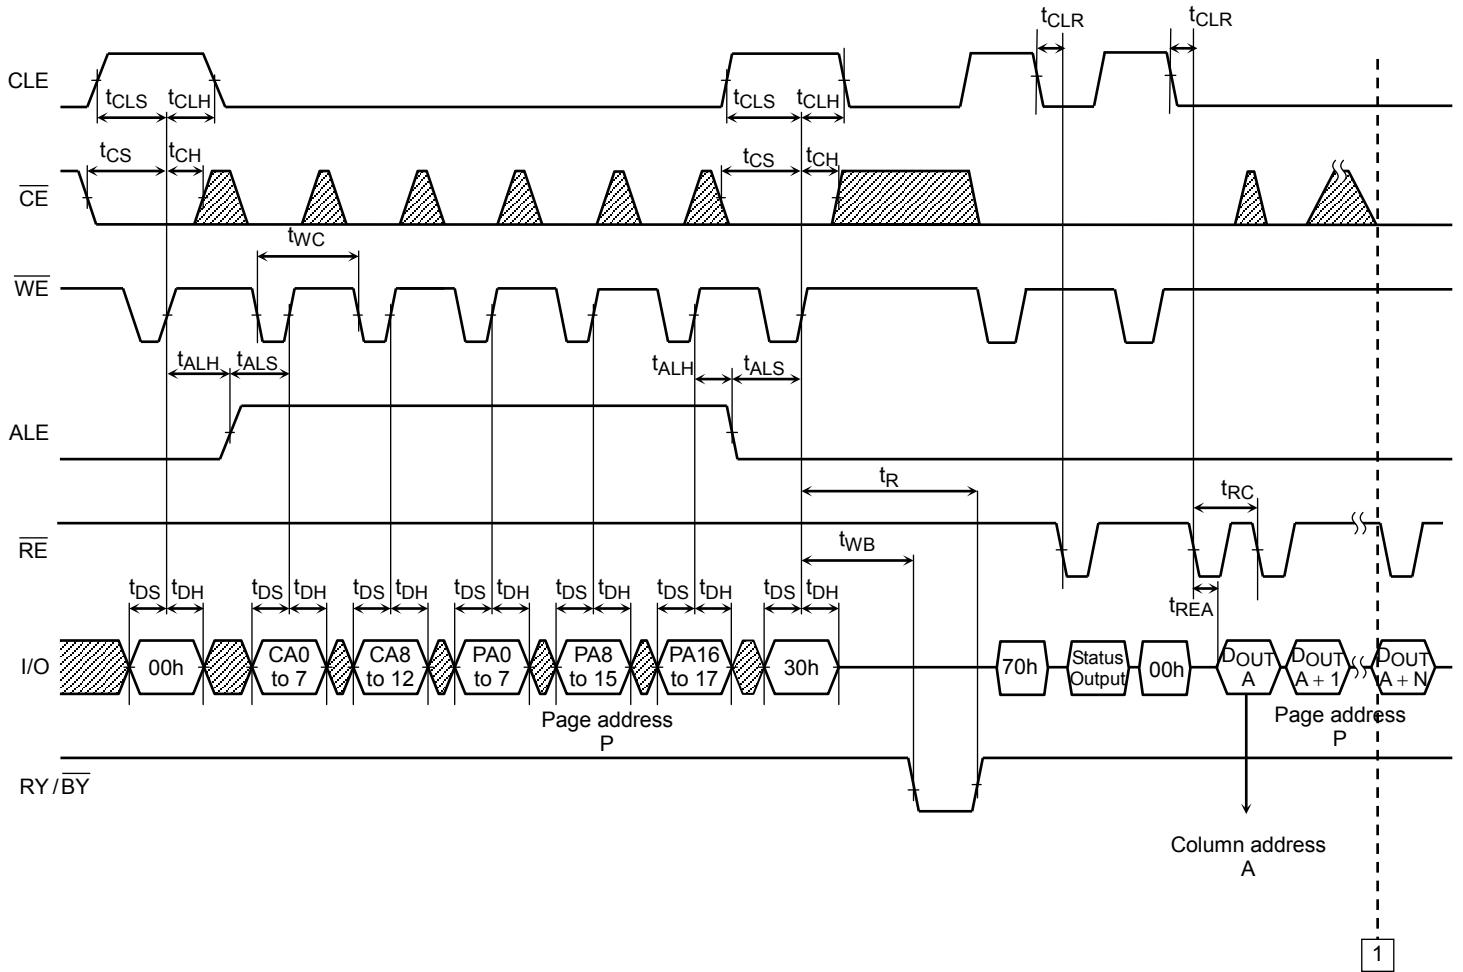 tCLR tCLR
CLE
tCLS tCLH tCLS tCLH
tCS tCH tCS tCH
CE
tWC
WE
tALH tALS tALH tALS
ALE
tR
tRC
RE
tWB
tDS tDH tDS tDH tDS tDH tDS tDH tDS tDH tDS tDH tDS tDH
tREA
I/O
00h
CA0
to 7
CA8
to 12
PA0
to 7
PA8
to 15
PA16
to 17
30h
70h
Status
Output
00h
DOUT
A
DOUT
A + 1
DOUT
A + N
Page address
P
Page address
P
RY/BY
Column address
A
1